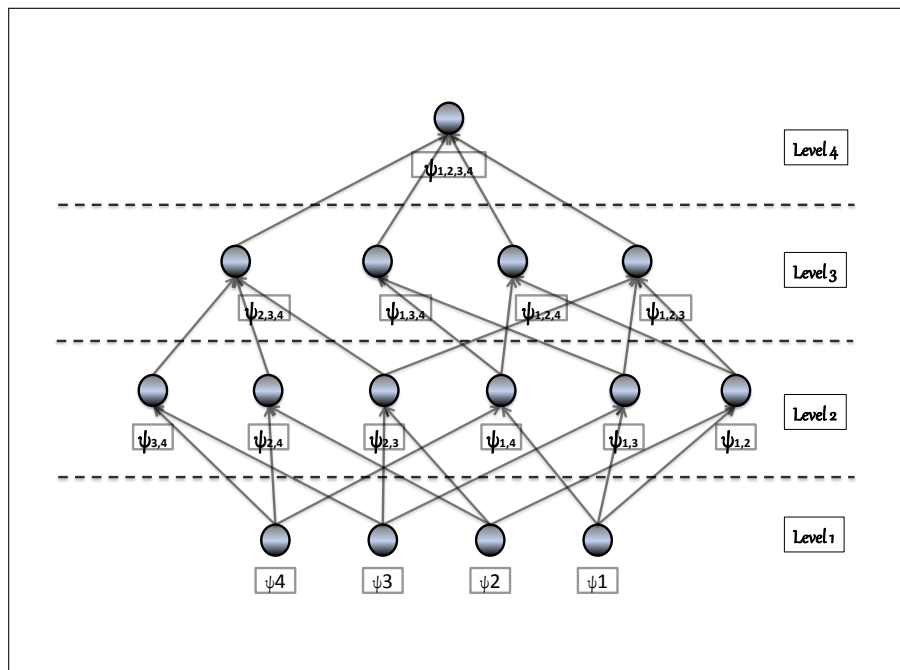 Level 4
ψ1,2,3,4
Level 3
ψ2,3,4 ψ1,3,4 ψ1,2,4 ψ1,2,3
Level 2
ψ3,4 ψ2,4 ψ2,3 ψ1,4 ψ1,3 ψ1,2
Level 1
ψ4 ψ3 ψ2 ψ1